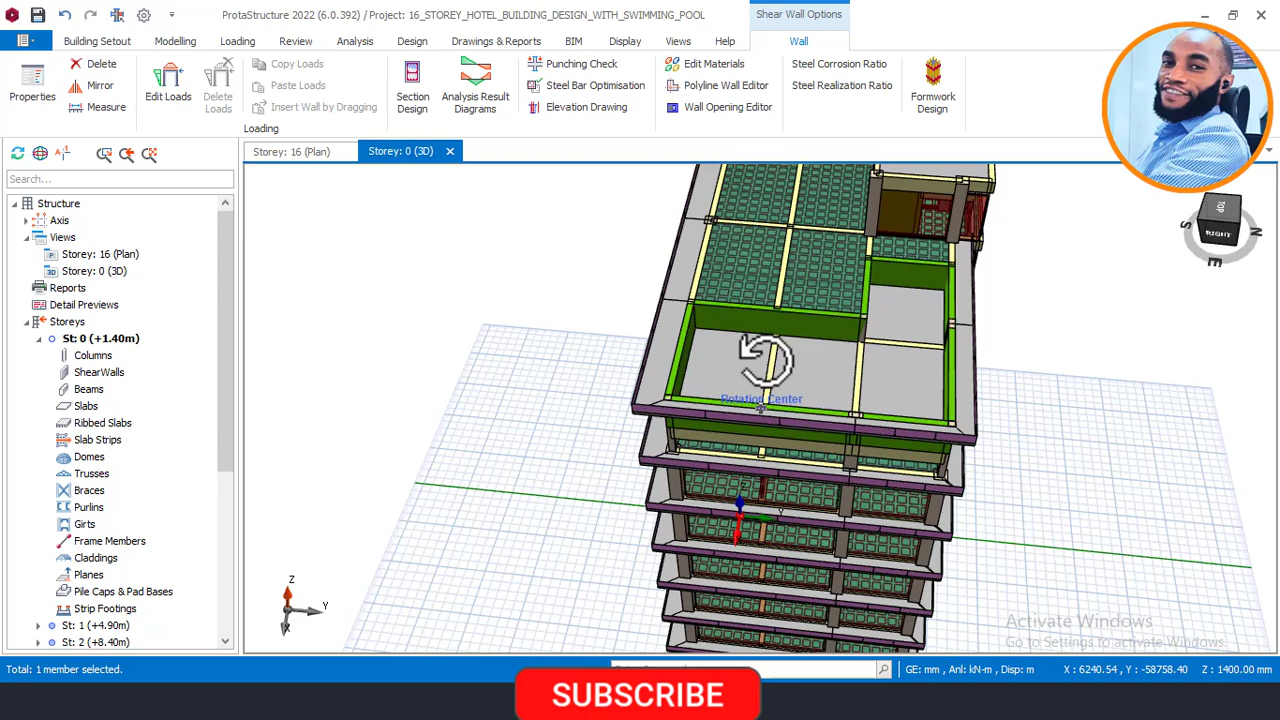 ProtaStructure 2022 (6.0.392) / Project: 16_STOREY_HOTEL_BUILDING_DESIGN_WITH_SWIMMING_POOL
Shear Wall Options
Building Setout
Modelling
Loading
Review
Analysis
Design
Drawings & Reports
BIM
Display
Views
Help
Wall
Properties
Delete
Mirror
Measure
Edit Loads
Delete Loads
Copy Loads
Paste Loads
Insert Wall by Dragging
Loading
Section Design
Analysis Result Diagrams
Punching Check
Steel Bar Optimisation
Elevation Drawing
Edit Materials
Polyline Wall Editor
Wall Opening Editor
Steel Corrosion Ratio
Steel Realization Ratio
Formwork Design
Storey: 16 (Plan)
Storey: 0 (3D)
Search...
Structure
Axis
Views
Storey: 16 (Plan)
Storey: 0 (3D)
Reports
Detail Previews
Storeys
St: 0 (+1.40m)
Columns
ShearWalls
Beams
Slabs
Ribbed Slabs
Slab Strips
Domes
Trusses
Braces
Purlins
Girts
Frame Members
Claddings
Planes
Pile Caps & Pad Bases
Strip Footings
St: 1 (+4.90m)
St: 2 (+8.40m)
Rotation Center
TOP
RIGHT
S
N
E
Z
Y
X
Activate Windows
Go to Settings to activate Windows.
Total: 1 member selected.
GE: mm, Anl: kN-m, Disp: m
X : 6240.54 , Y : -58758.40
Z : 1400.00 mm
SUBSCRIBE